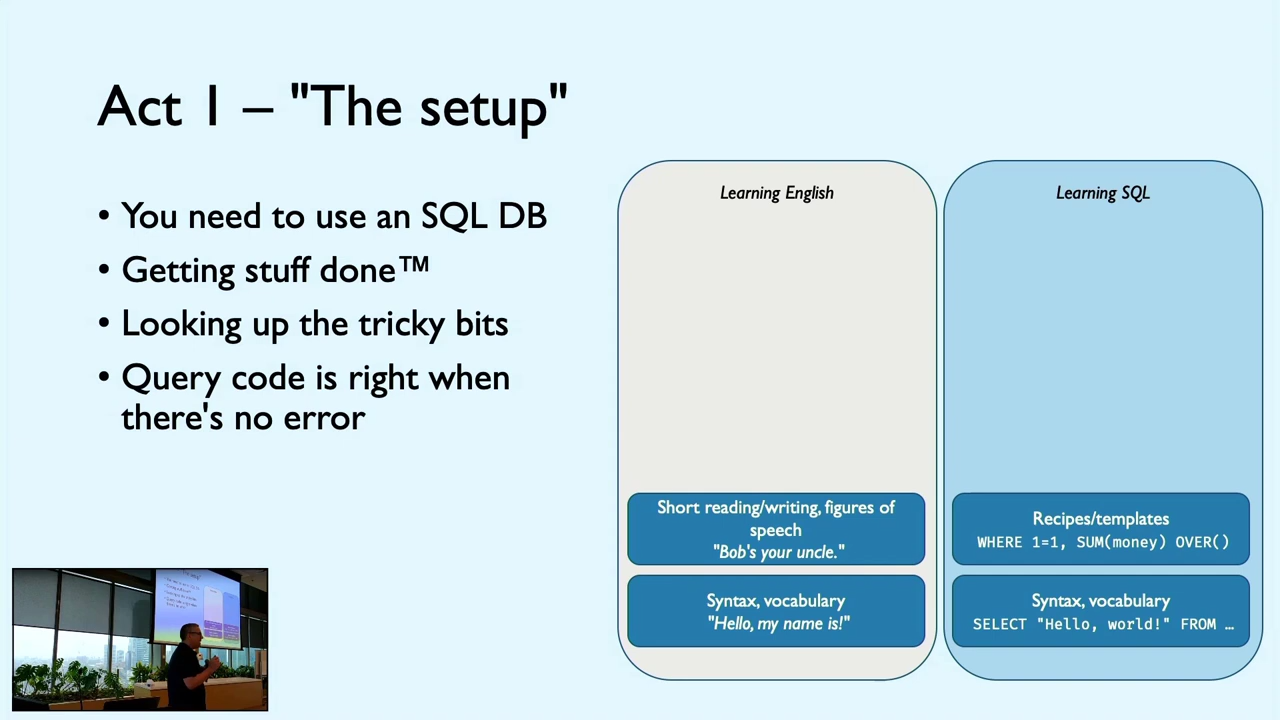 Act 1 – "The setup"
• You need to use an SQL DB
• Getting stuff done™
• Looking up the tricky bits
• Query code is right when
there's no error
Learning English
Short reading/writing, figures of
speech
"Bob's your uncle."
Syntax, vocabulary
"Hello, my name is!"
Learning SQL
Recipes/templates
WHERE 1=1, SUM(money) OVER()
Syntax, vocabulary
SELECT "Hello, world!" FROM …